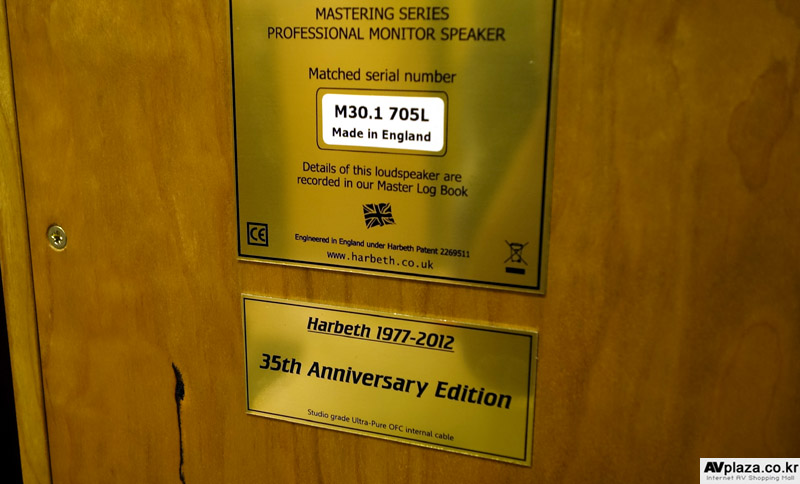 MASTERING SERIES
PROFESSIONAL MONITOR SPEAKER
Matched serial number
M30.1 705L
Made in England
Details of this loudspeaker are
recorded in our Master Log Book
CE
Engineered in England under Harbeth Patent 2269511
www.harbeth.co.uk
Harbeth 1977-2012
35th Anniversary Edition
Studio grade Ultra-Pure OFC internal cable
AVplaza.co.kr
Internet AV Shopping Mall